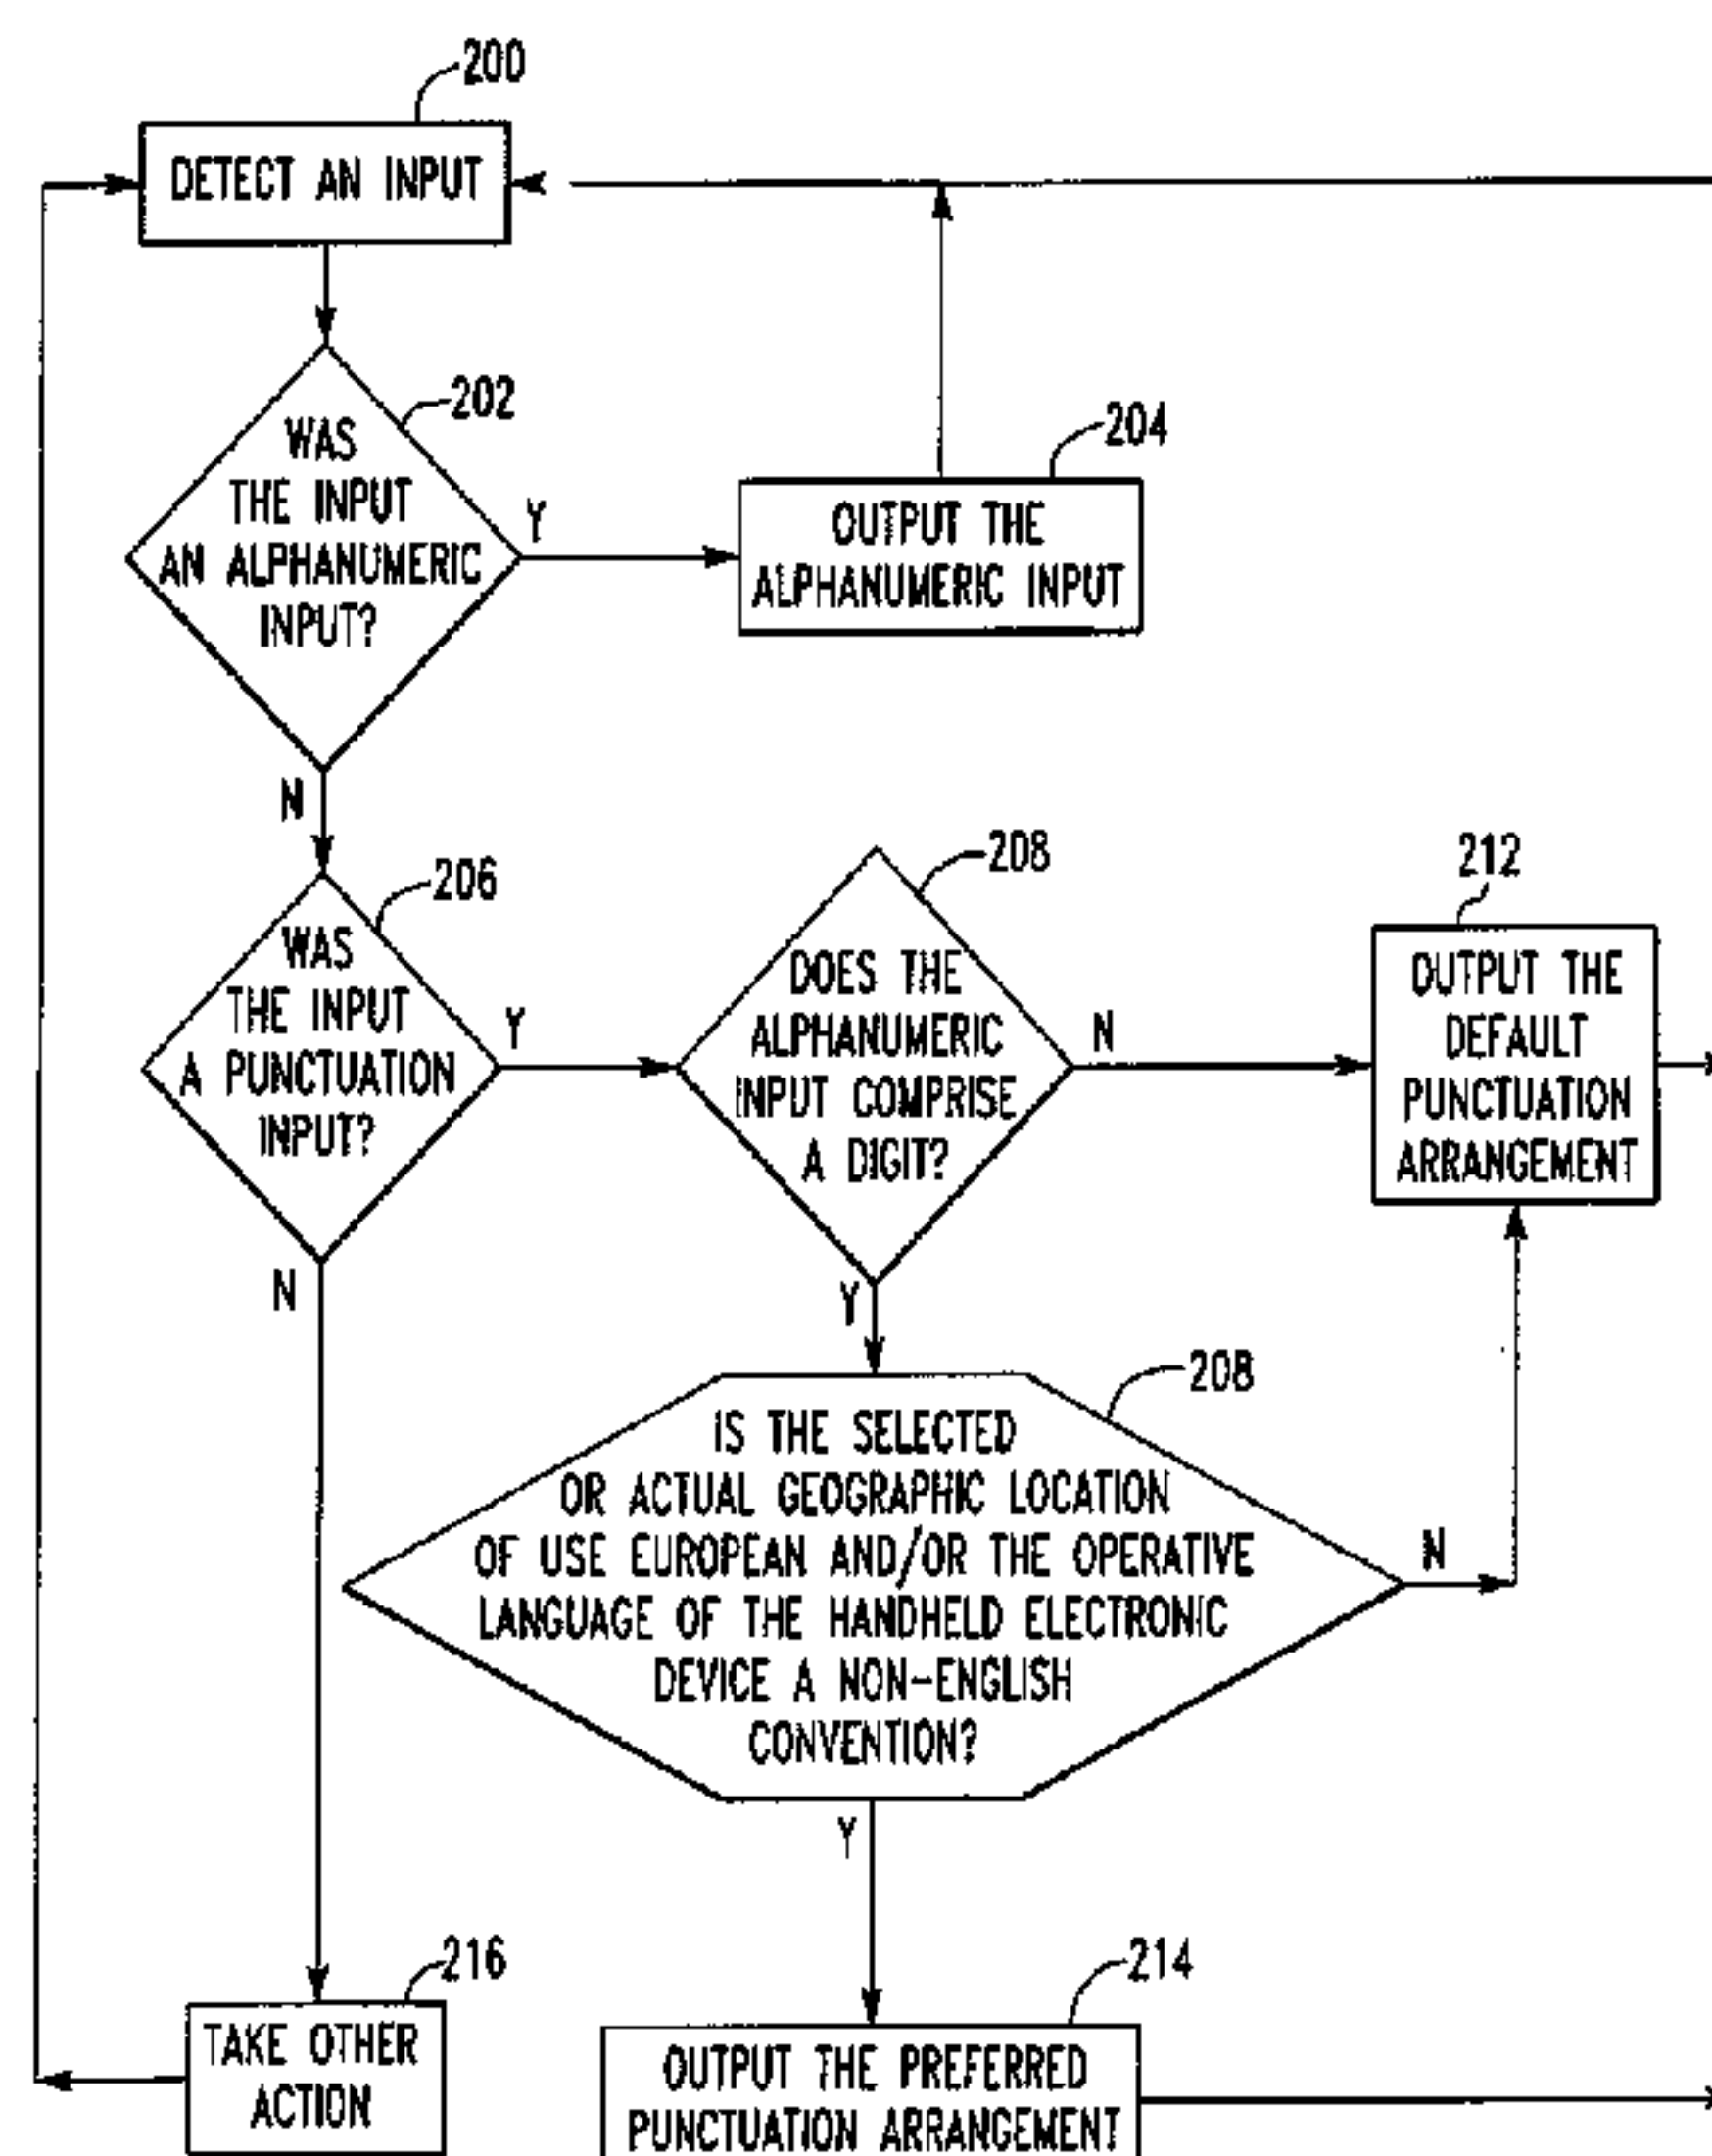 200
DETECT AN INPUT
202
WAS
THE INPUT
AN ALPHANUMERIC
INPUT?
Y
204
OUTPUT THE
ALPHANUMERIC INPUT
N
206
WAS
THE INPUT
A PUNCTUATION
INPUT?
Y
208
DOES THE
ALPHANUMERIC
INPUT COMPRISE
A DIGIT?
N
212
OUTPUT THE
DEFAULT
PUNCTUATION
ARRANGEMENT
N
Y
208
IS THE SELECTED
OR ACTUAL GEOGRAPHIC LOCATION
OF USE EUROPEAN AND/OR THE OPERATIVE
LANGUAGE OF THE HANDHELD ELECTRONIC
DEVICE A NON-ENGLISH
CONVENTION?
N
Y
216
TAKE OTHER
ACTION
214
OUTPUT THE PREFERRED
PUNCTUATION ARRANGEMENT